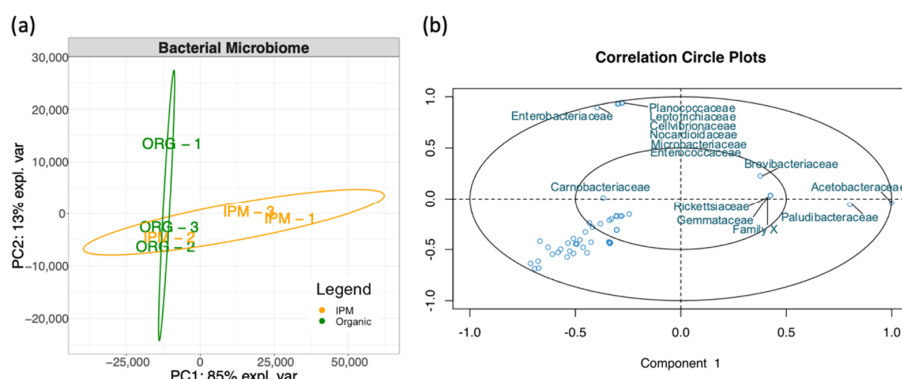 (a)
Bacterial Microbiome
30,000
20,000
10,000
0
−10,000
−20,000
PC2: 13% expl. var
ORG − 1
IPM − 3
IPM − 1
ORG − 3
IPM − 2
ORG − 2
Legend
IPM
Organic
−25,000 0 25,000 50,000
PC1: 85% expl. var
(b)
Correlation Circle Plots
1.0
0.5
0.0
-0.5
-1.0
Enterobacteriaceae
Planococcaceae
Leptotrichiaceae
Cellvibrionaceae
Nocardioidaceae
Microbacteriaceae
Enterococcaceae
Brevibacteriaceae
Carnobacteriaceae
Acetobacteraceae
Rickettsiaceae
Gemmataceae
Paludibacteraceae
Family X
-1.0 -0.5 0.0 0.5 1.0
Component 1